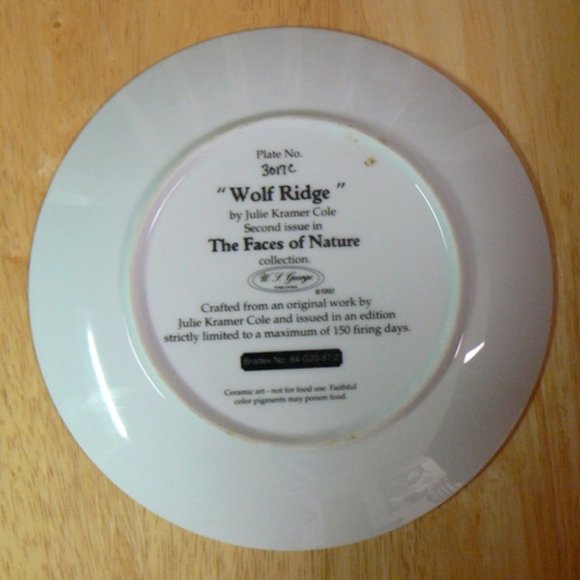 Plate No.
3017C
" Wolf Ridge "
by Julie Kramer Cole
Second issue in
The Faces of Nature
collection.
W S George
FINE CHINA
©1992
Crafted from an original work by
Julie Kramer Cole and issued in an edition
strictly limited to a maximum of 150 firing days.
Bradex No. 84-G20-87.2
Ceramic art - not for food use. Faithful
color pigments may poison food.